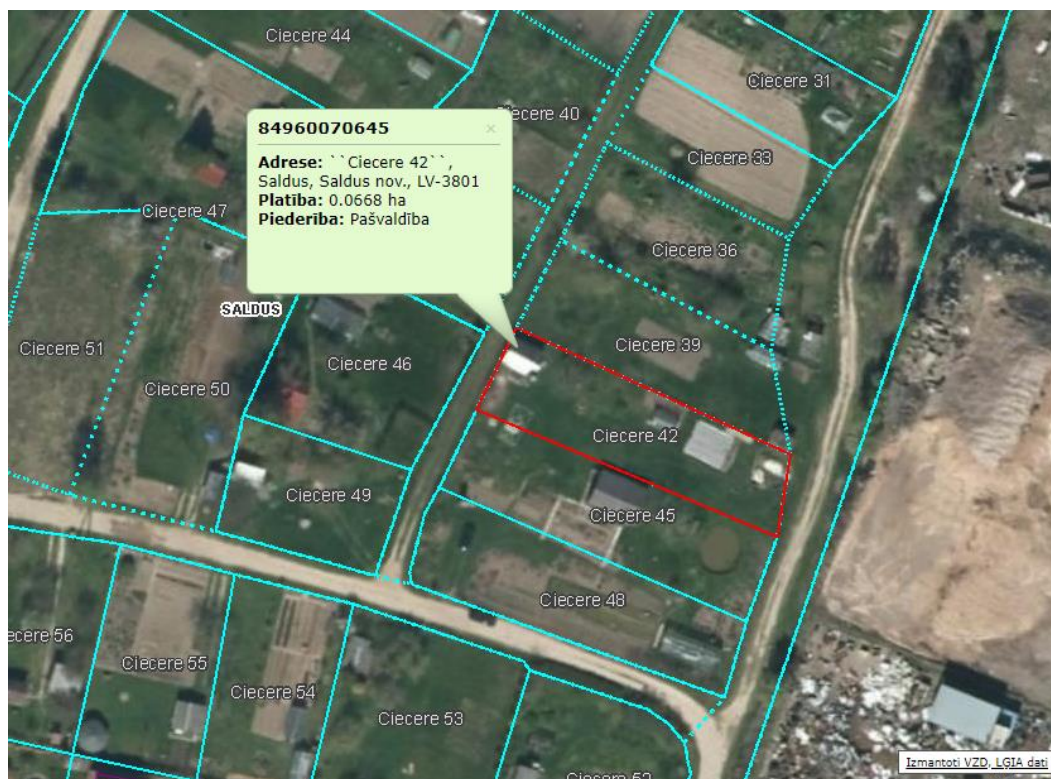 Ciecere 44
Ciecere 31
84960070645 ×
Adrese: ``Ciecere 42``,
Saldus, Saldus nov., LV-3801
Platība: 0.0668 ha
Piederība: Pašvaldība
ecere 40
Ciecere 33
Ciecere 47
Ciecere 36
SALDUS
Ciecere 51
Ciecere 46
Ciecere 39
Ciecere 50
Ciecere 42
Ciecere 49
Ciecere 45
Ciecere 48
ecere 56
Ciecere 55
Ciecere 54
Ciecere 53
Ciecere 52
Izmantoti VZD, LGIA dati